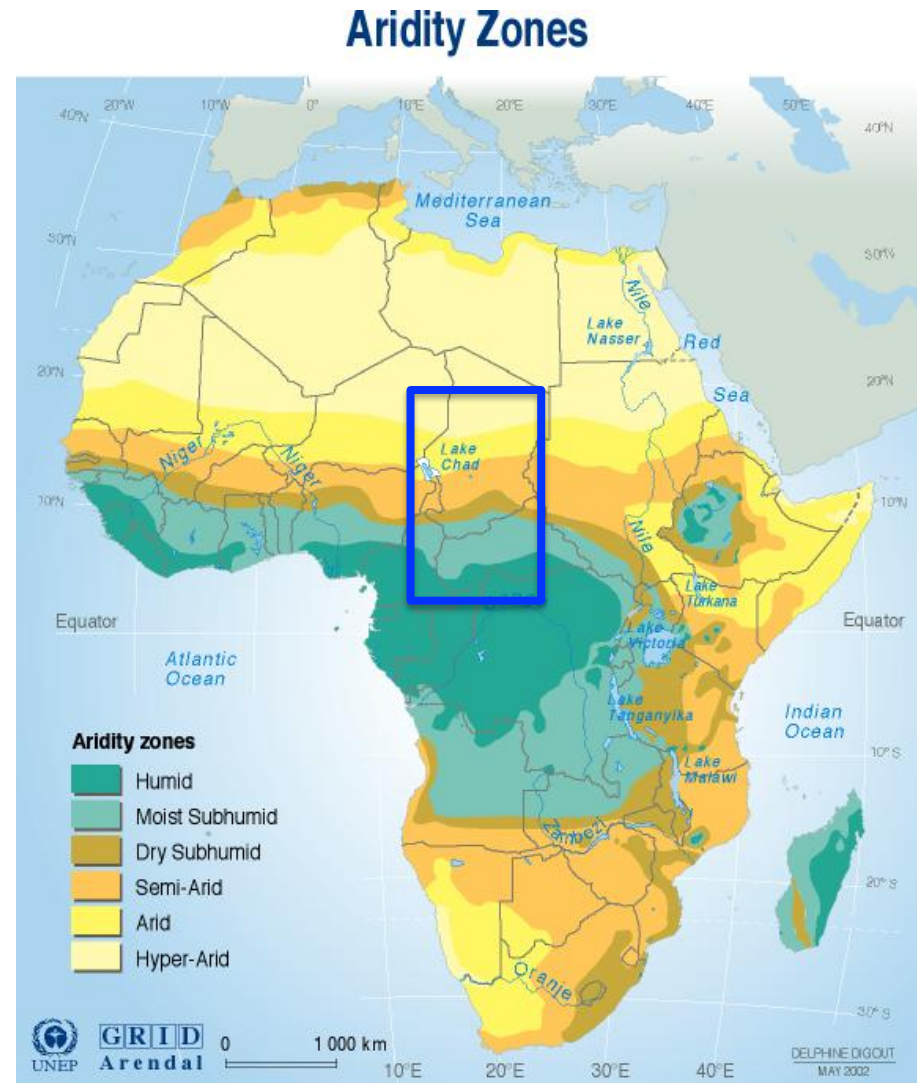 Aridity Zones
20°W 10°W 0° 10°E 20°E 30°E 40°E 50°E
40°N 40°N
Mediterranean
Sea
30°N 30°N
Nile
Lake
Nasser
Red
20°N 20°N
Sea
Niger Niger
Lake
Chad
10°N 10°N
Nile
Lake
Turkana
Equator Equator
Lake
Victoria
Atlantic
Ocean
Lake
Tanganyika
Indian
Ocean
Aridity zones
10° S
Lake
Malawi
Humid
Moist Subhumid
Zambezi
Dry Subhumid
Semi-Arid
20° S
Arid
Hyper-Arid
Oranje
30° S
UNEP
GRID
Arendal
0 1 000 km
10°E 20°E 30°E 40°E
DELPHINE DIGOUT
MAY 2002